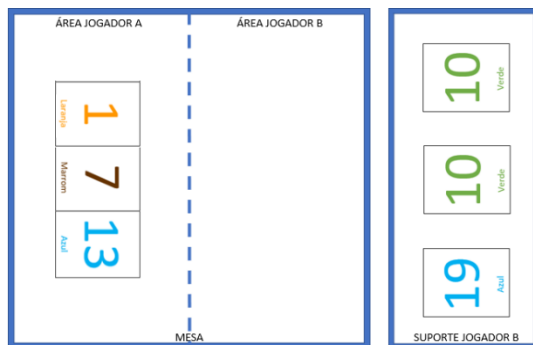 ÁREA JOGADOR A
ÁREA JOGADOR B
1
Laranja
7
Marrom
13
Azul
MESA
10
Verde
10
Verde
19
Azul
SUPORTE JOGADOR B